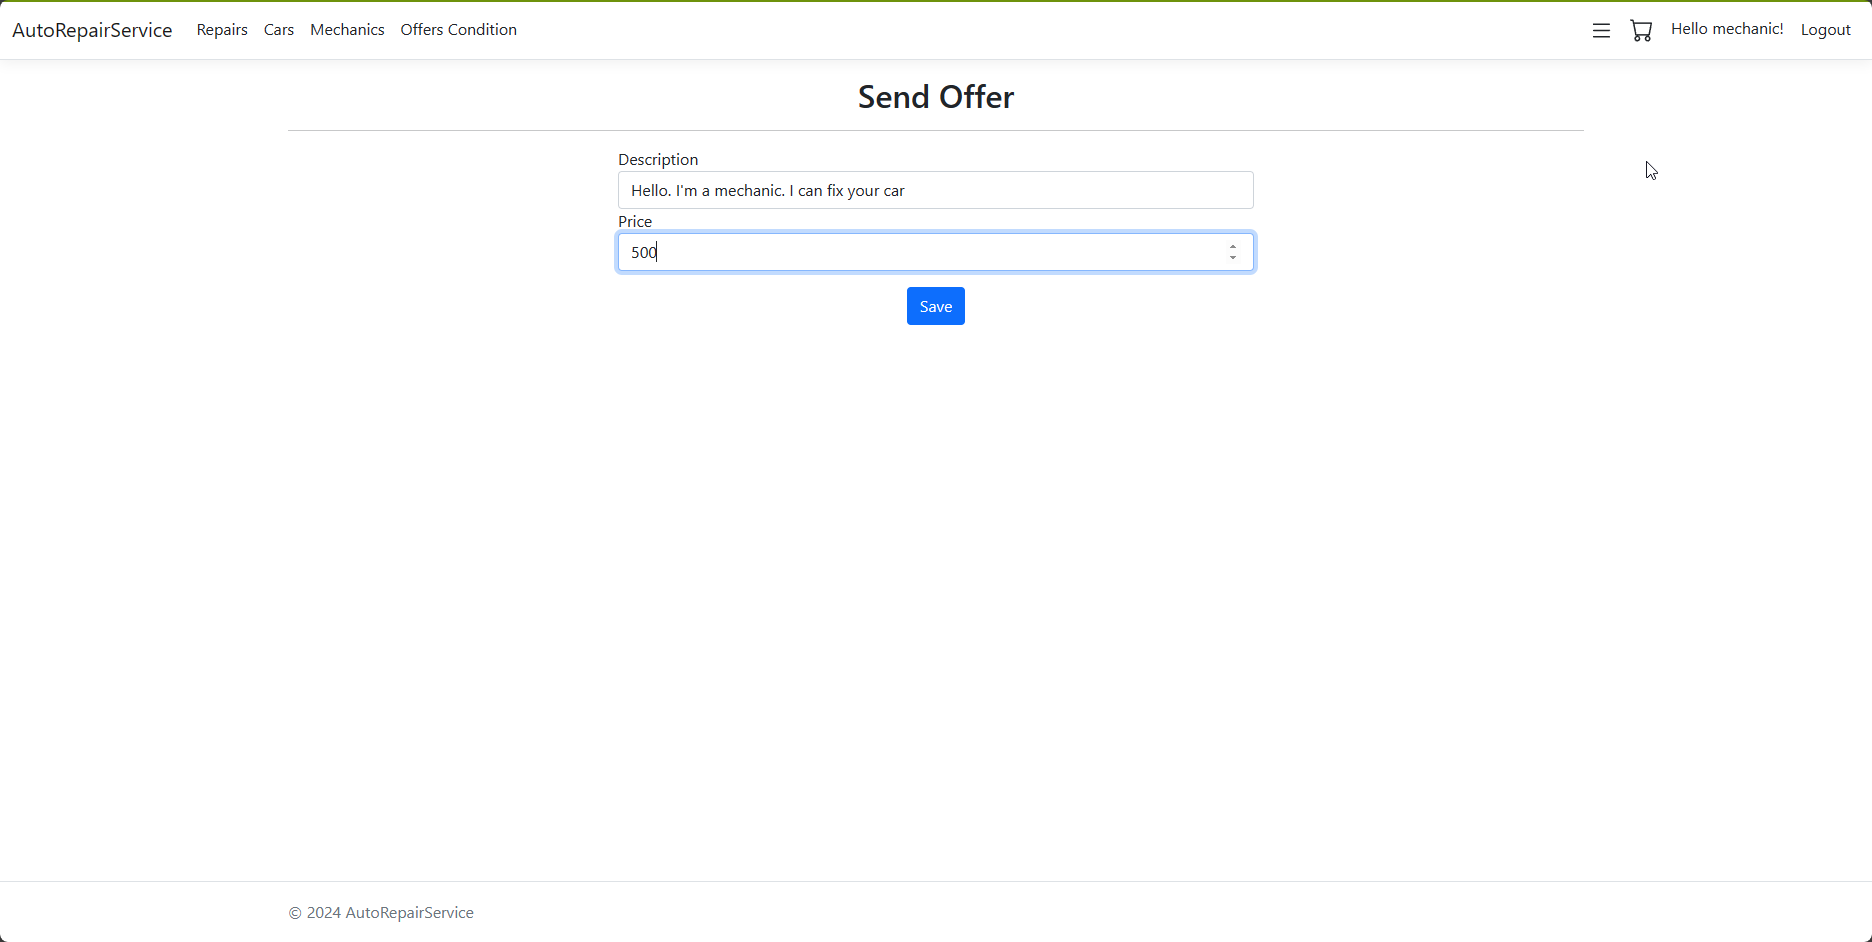 AutoRepairService Repairs Cars Mechanics Offers Condition Hello mechanic! Logout
Send Offer
Description
Hello. I'm a mechanic. I can fix your car
Price
500
Save
© 2024 AutoRepairService